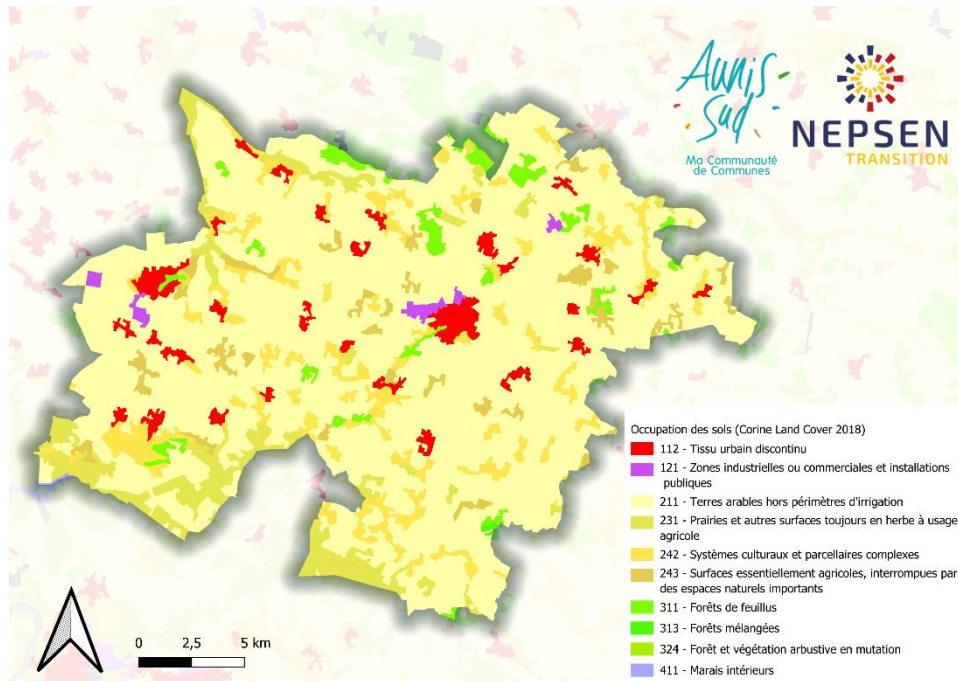 Aunis
Sud
Ma Communauté
de Communes
NEPSEN
TRANSITION
Occupation des sols (Corine Land Cover 2018)
112 - Tissu urbain discontinu
121 - Zones industrielles ou commerciales et installations
publiques
211 - Terres arables hors périmètres d'irrigation
231 - Prairies et autres surfaces toujours en herbe à usage
agricole
242 - Systèmes culturaux et parcellaires complexes
243 - Surfaces essentiellement agricoles, interrompues par
des espaces naturels importants
311 - Forêts de feuillus
313 - Forêts mélangées
324 - Forêt et végétation arbustive en mutation
411 - Marais intérieurs
0 2,5 5 km